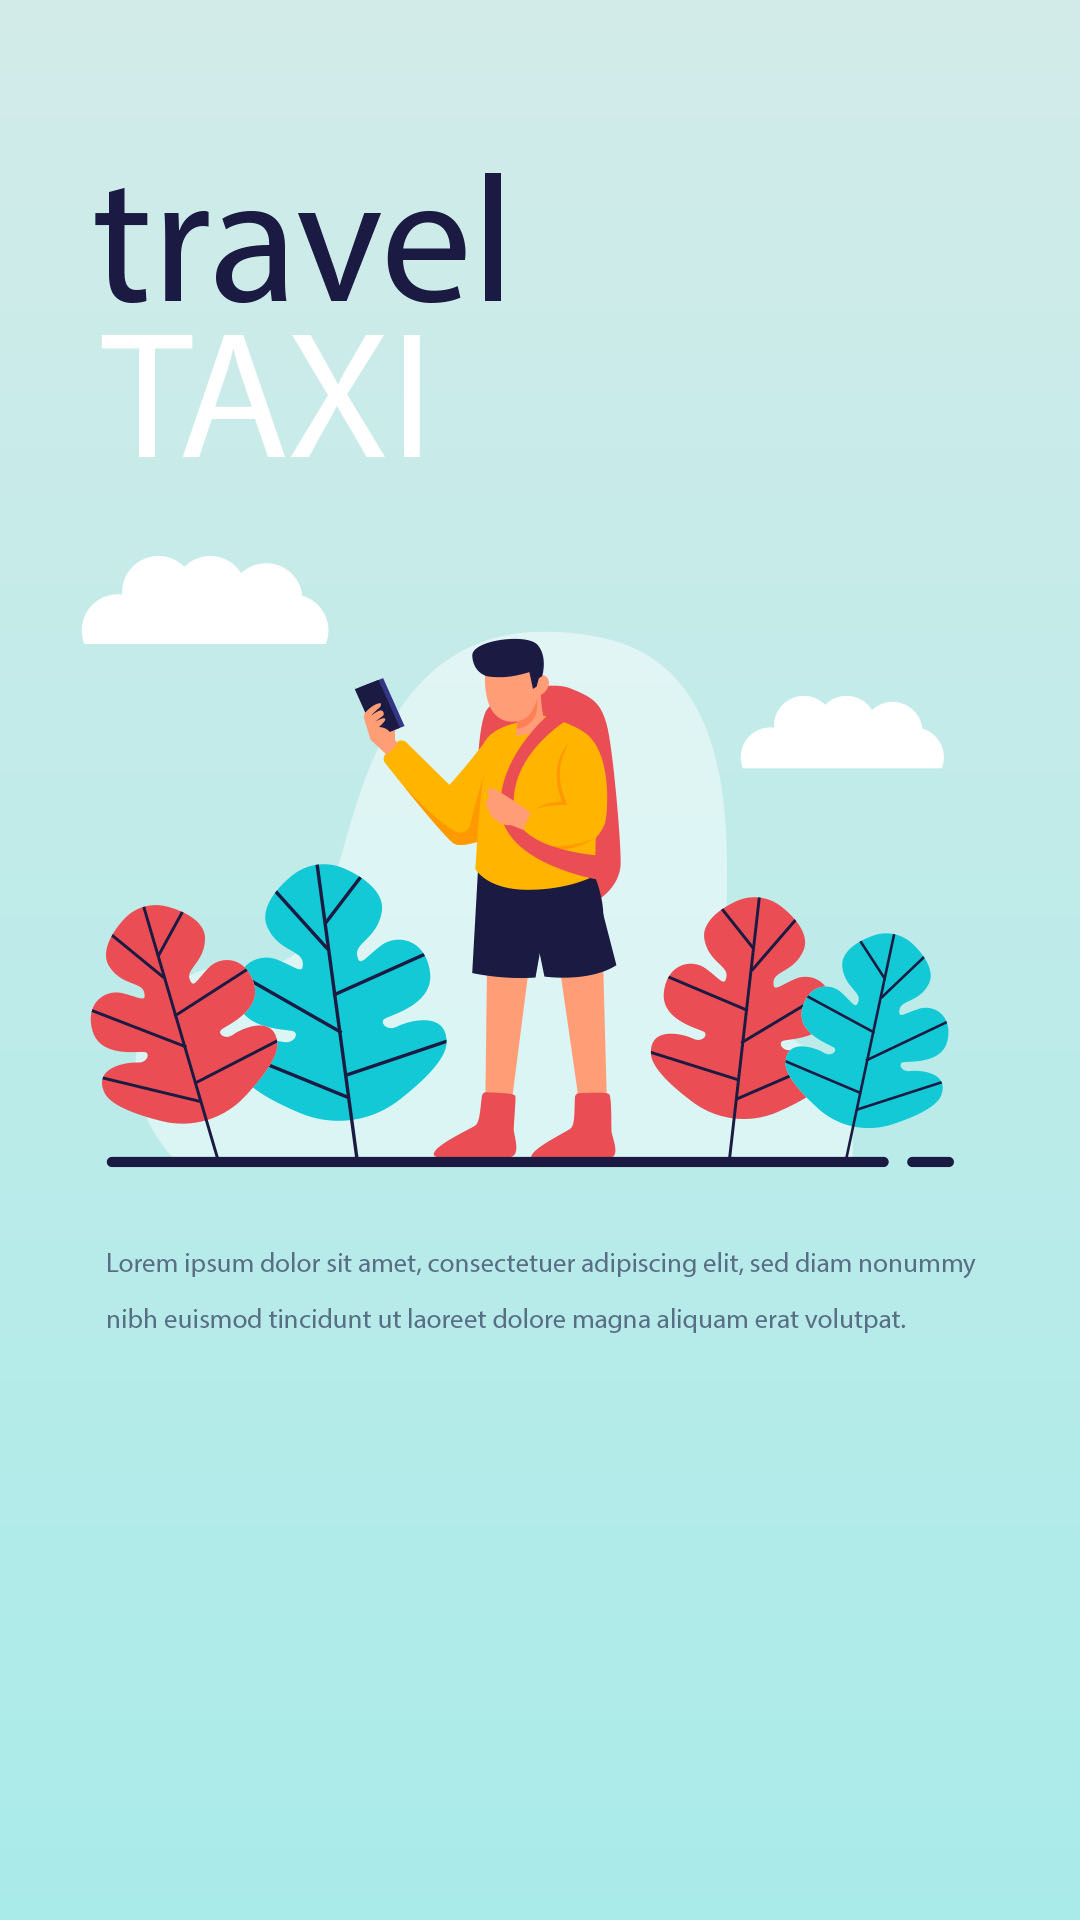 travel
TAXI
Lorem ipsum dolor sit amet, consectetuer adipiscing elit, sed diam nonummy
nibh euismod tincidunt ut laoreet dolore magna aliquam erat volutpat.